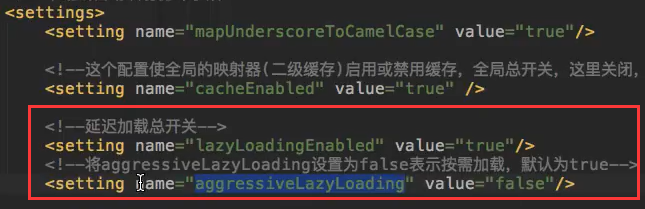 <settings>
<setting name="mapUnderscoreToCamelCase" value="true"/>
<!--这个配置使全局的映射器(二级缓存)启用或禁用缓存，全局总开关，这里关闭，
<setting name="cacheEnabled" value="true" />
<!--延迟加载总开关-->
<setting name="lazyLoadingEnabled" value="true"/>
<!--将aggressiveLazyLoading设置为false表示按需加载，默认为true-->
<setting name="aggressiveLazyLoading" value="false"/>